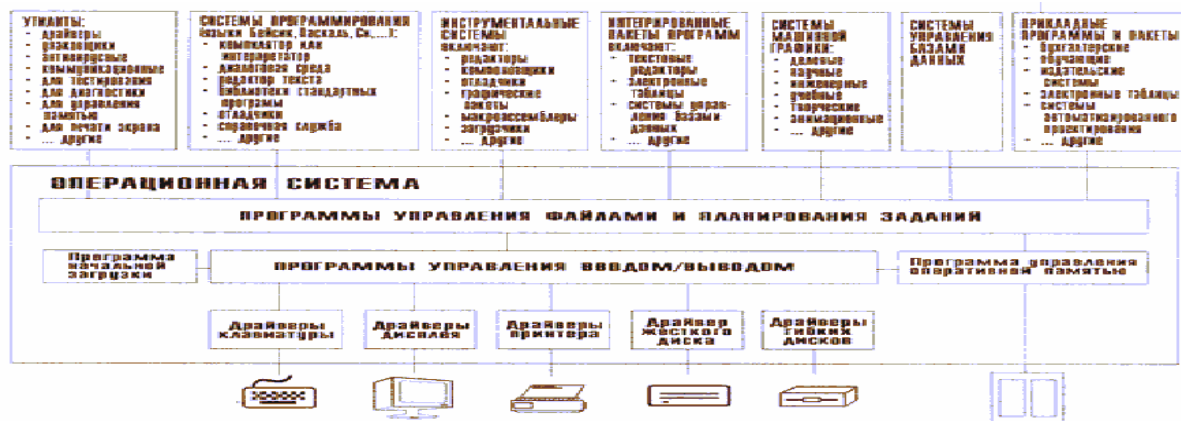 УТИЛИТЫ:
- драйверы
- упаковщики
- антивирусные
- коммуникационные
- для тестирования
- для диагностики
- для управления
памятью
- для печати экрана
- .... другие
СИСТЕМЫ ПРОГРАММИРОВАНИЯ
(языки Бейсик, Паскаль, Си,....):
- компилятор или
интерпретатор
- диалоговая среда
- редактор текста
- библиотеки стандартных
программ
- отладчики
- справочная служба
- .... другие
ИНСТРУМЕНТАЛЬНЫЕ
СИСТЕМЫ
включают:
- редакторы
- компоновщики
- отладчики
- графические
пакеты
- макроассемблеры
- загрузчики
- ... другие
ИНТЕГРИРОВАННЫЕ
ПАКЕТЫ ПРОГРАММ
включают:
- текстовые
редакторы
- электронные
таблицы
- системы управ-
ления базами
данных
- .... другие
СИСТЕМЫ
МАШИННОЙ
ГРАФИКИ:
- деловые
- научные
- инженерные
- учебные
- творческие
- анимационные
- ... другие
СИСТЕМЫ
УПРАВЛЕНИЯ
БАЗАМИ
ДАННЫХ
ПРИКЛАДНЫЕ
ПРОГРАММЫ И ПАКЕТЫ
- бухгалтерские
- обучающие
- издательские
системы
- электронные таблицы
- системы
автоматизированного
проектирования
- ... другие
ОПЕРАЦИОННАЯ СИСТЕМА
ПРОГРАММЫ УПРАВЛЕНИЯ ФАЙЛАМИ И ПЛАНИРОВАНИЯ ЗАДАНИЙ
Программа
начальной
загрузки
ПРОГРАММЫ УПРАВЛЕНИЯ ВВОДОМ/ВЫВОДОМ
Программа управления
оперативной памятью
Драйверы
клавиатуры
Драйверы
дисплея
Драйверы
принтера
Драйвер
жесткого
диска
Драйверы
гибких
дисков